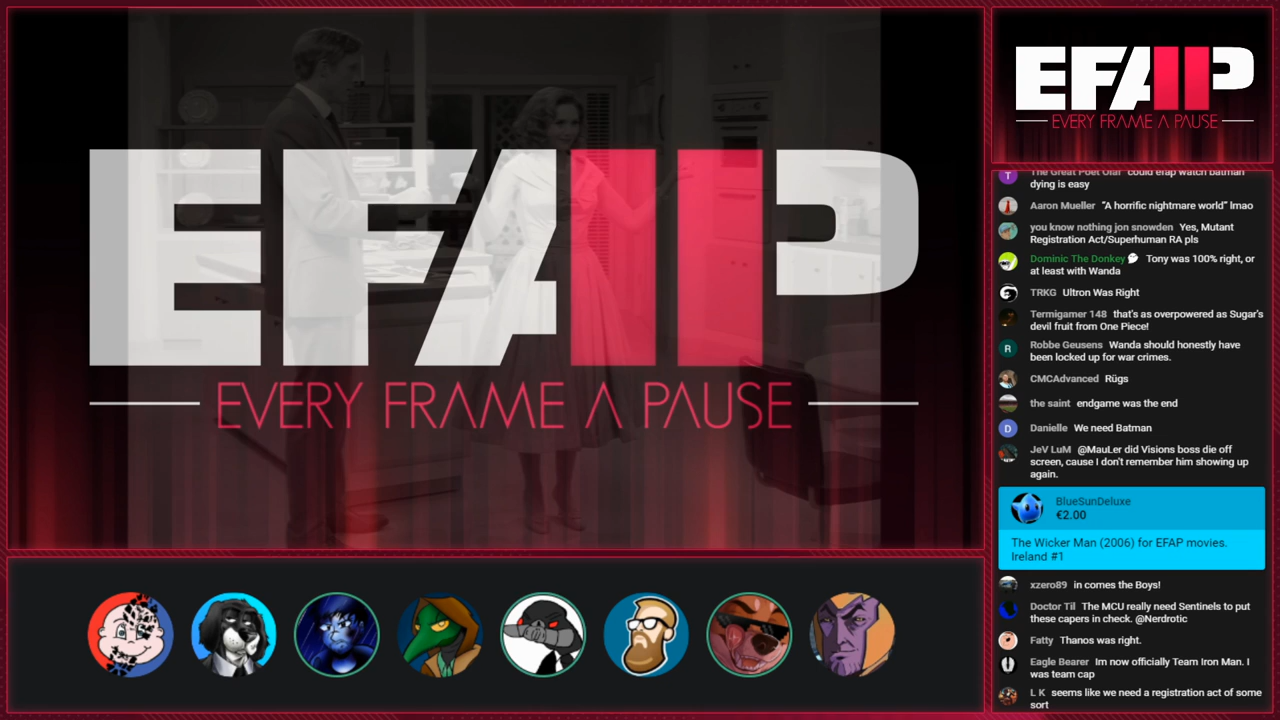 EFAP
EVERY FRAME A PAUSE
EFAP
EVERY FRAME A PAUSE
T The Great Poet Olaf could efap watch batman
dying is easy
Aaron Mueller "A horrific nightmare world" lmao
you know nothing jon snowden Yes, Mutant
Registration Act/Superhuman RA pls
Dominic The Donkey Tony was 100% right, or
at least with Wanda
TRKG Ultron Was Right
Termigamer 148 that's as overpowered as Sugar's
devil fruit from One Piece!
R Robbe Geusens Wanda should honestly have
been locked up for war crimes.
CMCAdvanced Rügs
the saint endgame was the end
D Danielle We need Batman
JeV LuM @MauLer did Visions boss die off
screen, cause I don't remember him showing up
again.
BlueSunDeluxe
€2.00
The Wicker Man (2006) for EFAP movies.
Ireland #1
xzero89 in comes the Boys!
Doctor Til The MCU really need Sentinels to put
these capers in check. @Nerdrotic
Fatty Thanos was right.
Eagle Bearer Im now officially Team Iron Man. I
was team cap
L K seems like we need a registration act of some
sort